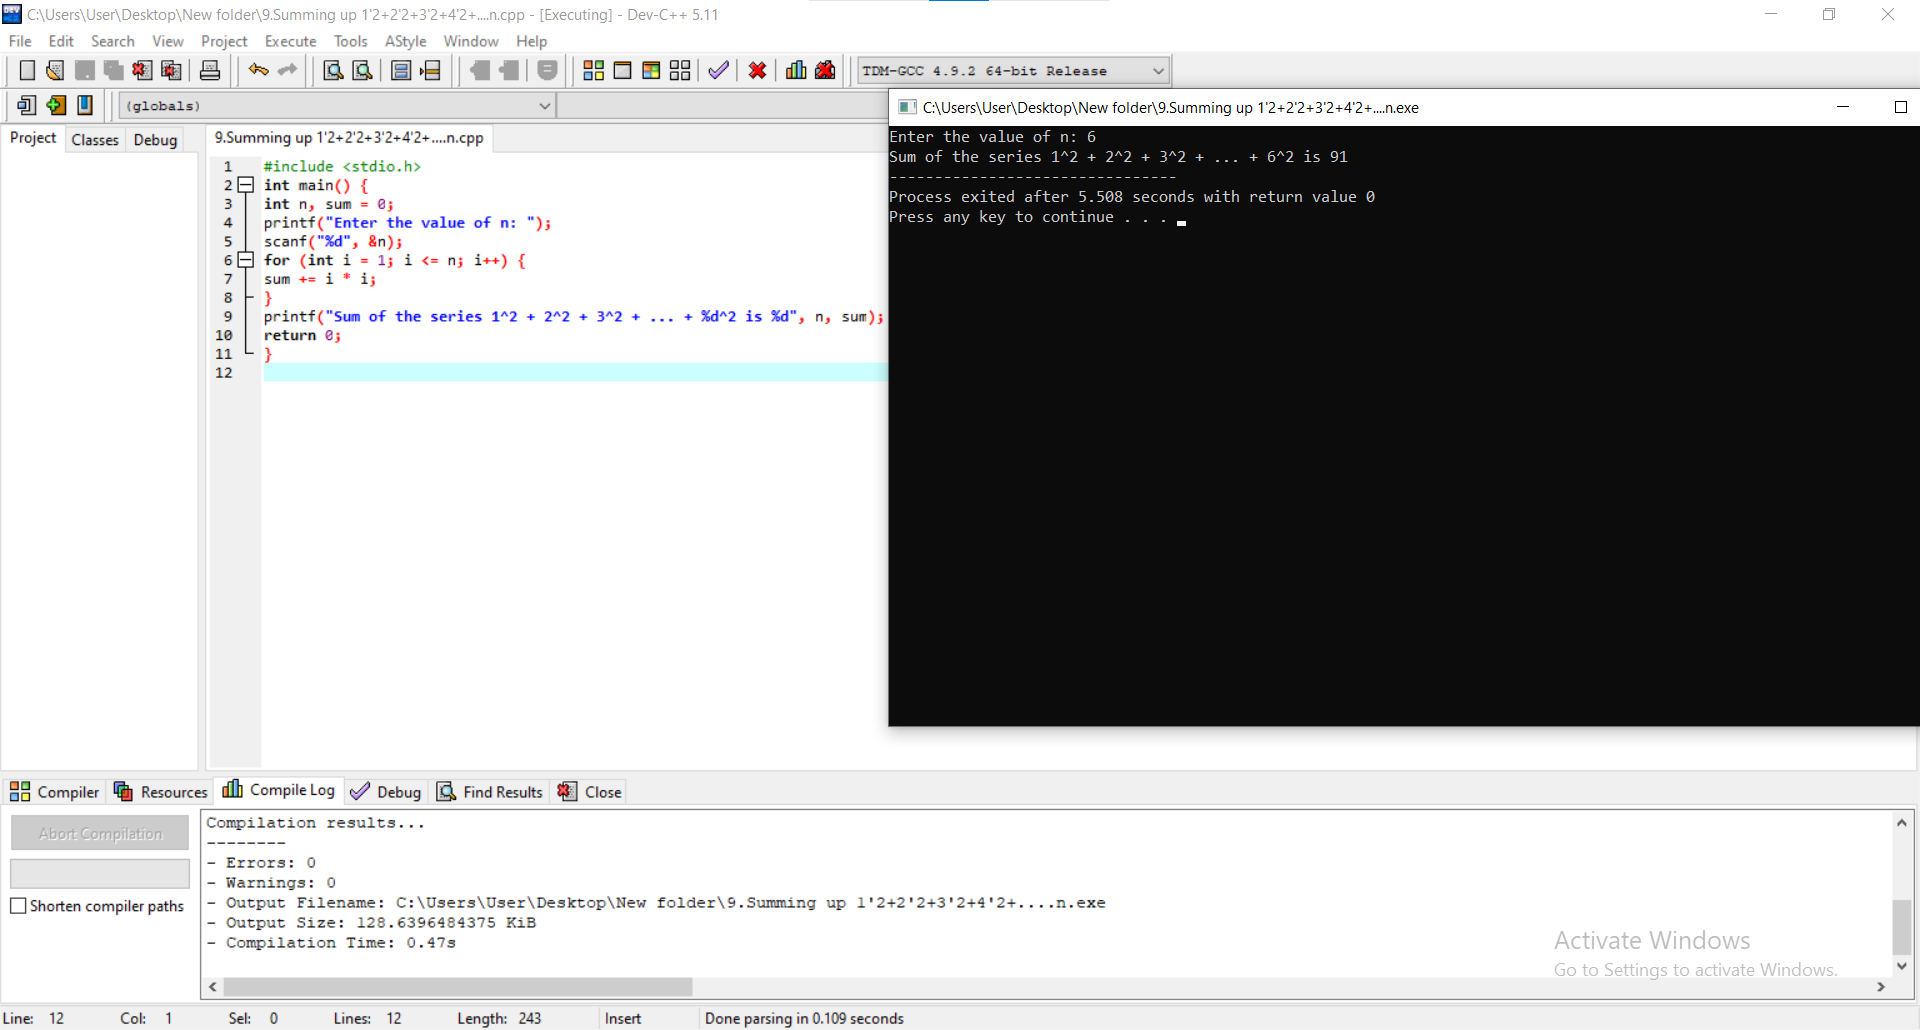 C:\Users\User\Desktop\New folder\9.Summing up 1'2+2'2+3'2+4'2+....n.cpp - [Executing] - Dev-C++ 5.11
File Edit Search View Project Execute Tools AStyle Window Help
TDM-GCC 4.9.2 64-bit Release
(globals)
Project Classes Debug
9.Summing up 1'2+2'2+3'2+4'2+....n.cpp
1 #include <stdio.h>
2 int main() {
3 int n, sum = 0;
4 printf("Enter the value of n: ");
5 scanf("%d", &n);
6 for (int i = 1; i <= n; i++) {
7 sum += i * i;
8 }
9 printf("Sum of the series 1^2 + 2^2 + 3^2 + ... + %d^2 is %d", n, sum);
10 return 0;
11 }
12
C:\Users\User\Desktop\New folder\9.Summing up 1'2+2'2+3'2+4'2+....n.exe
Enter the value of n: 6
Sum of the series 1^2 + 2^2 + 3^2 + ... + 6^2 is 91
--------------------------------
Process exited after 5.508 seconds with return value 0
Press any key to continue . . .
Compiler Resources Compile Log Debug Find Results Close
Abort Compilation
Shorten compiler paths
Compilation results...
--------
- Errors: 0
- Warnings: 0
- Output Filename: C:\Users\User\Desktop\New folder\9.Summing up 1'2+2'2+3'2+4'2+....n.exe
- Output Size: 128.6396484375 KiB
- Compilation Time: 0.47s
Activate Windows
Go to Settings to activate Windows.
Line: 12 Col: 1 Sel: 0 Lines: 12 Length: 243 Insert Done parsing in 0.109 seconds